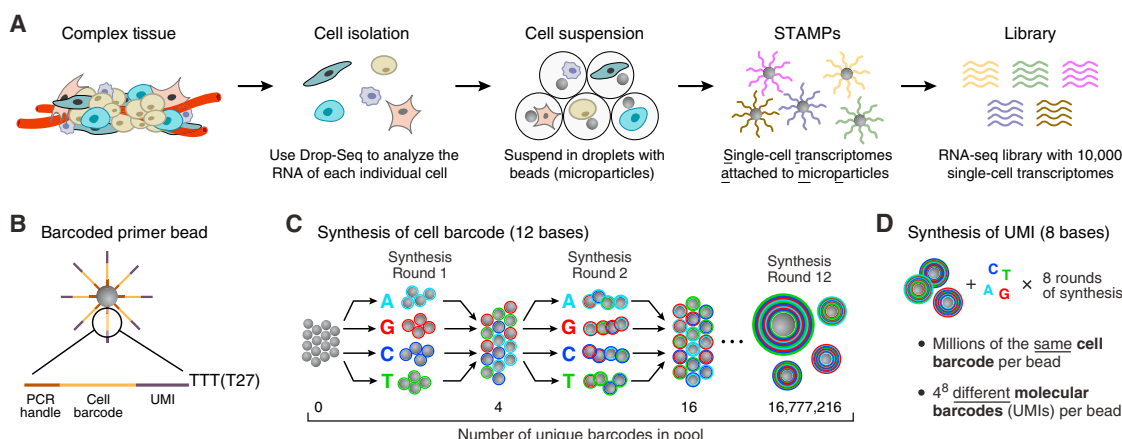 A
Complex tissue
Cell isolation
Cell suspension
STAMPs
Library
Use Drop-Seq to analyze the
RNA of each individual cell
Suspend in droplets with
beads (microparticles)
Single-cell transcriptomes
attached to microparticles
RNA-seq library with 10,000
single-cell transcriptomes
B
Barcoded primer bead
TTT(T27)
PCR
handle
Cell
barcode
UMI
C
Synthesis of cell barcode (12 bases)
Synthesis
Round 1
Synthesis
Round 2
Synthesis
Round 12
A
G
C
T
A
G
C
T
...
0
4
16
16,777,216
Number of unique barcodes in pool
D
Synthesis of UMI (8 bases)
+
C
T
A
G
×
8 rounds
of synthesis
• Millions of the same cell
barcode per bead
• 4⁸ different molecular
barcodes (UMIs) per bead